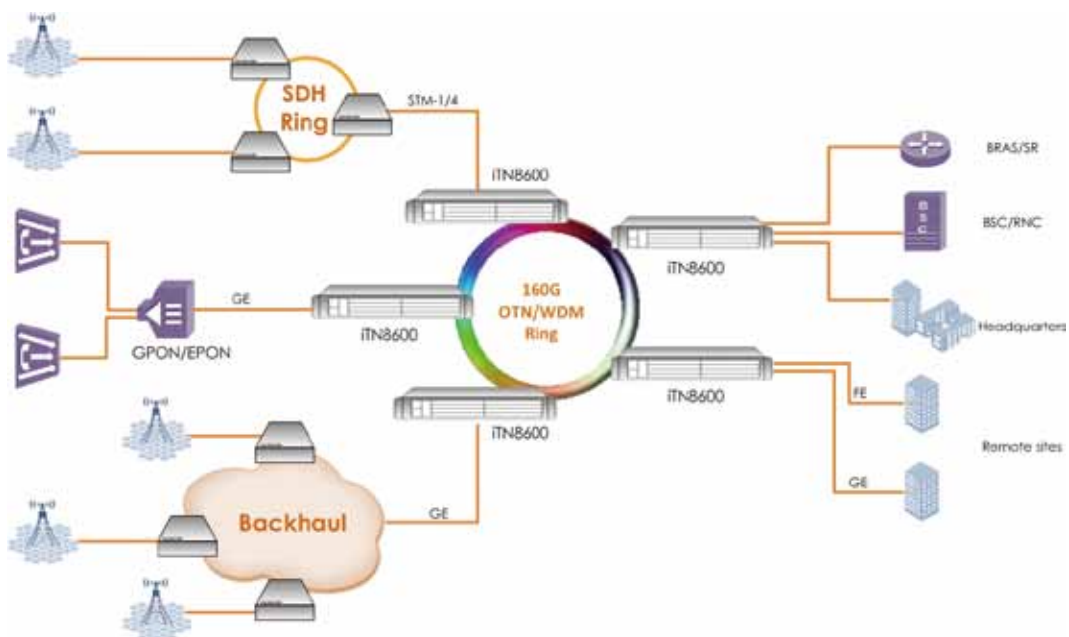 SDH
Ring
STM-1/4
iTN8600
BRAS/SR
B
S
C
BSC/RNC
iTN8600
160G
OTN/WDM
Ring
GE
iTN8600
Headquarters
GPON/EPON
iTN8600
FE
iTN8600
Remote sites
GE
Backhaul
GE